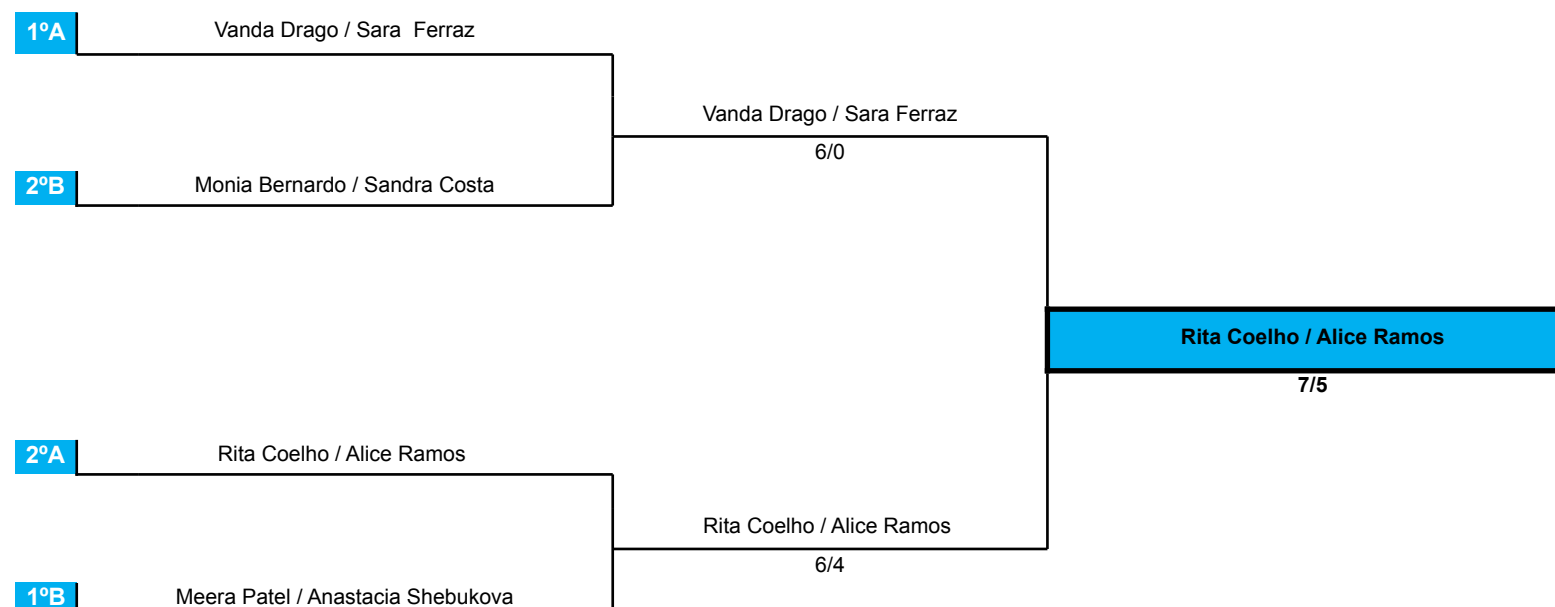 1ºA Vanda Drago / Sara  Ferraz
Vanda Drago / Sara Ferraz
6/0
2ºB Monia Bernardo / Sandra Costa
Rita Coelho / Alice Ramos
7/5
2ºA Rita Coelho / Alice Ramos
Rita Coelho / Alice Ramos
6/4
1ºB Meera Patel / Anastacia Shebukova